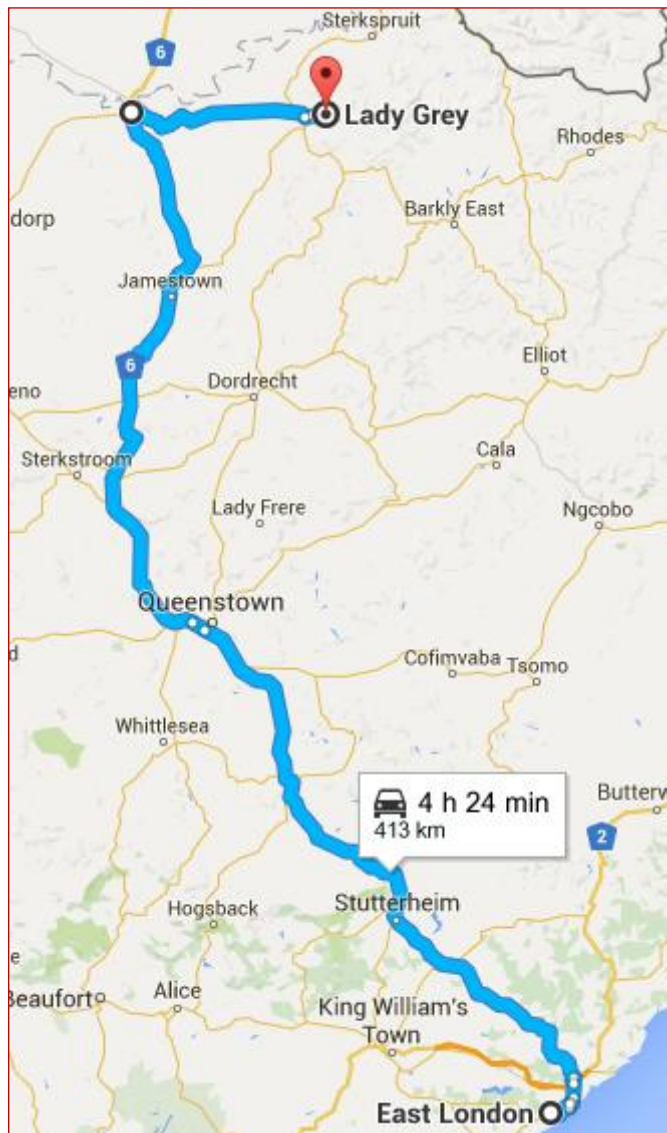 Sterkspruit
6
Lady Grey
Rhodes
Barkly East
dorp
Jamestown
Elliot
6
eno
Dordrecht
Sterkstroom
Cala
Lady Frere
Ngcobo
Queenstown
d
Cofimvaba
Tsomo
Whittlesea
4 h 24 min
413 km
Butterw
2
Hogsback
Stutterheim
e
Beaufort
Alice
King William's
Town
East London